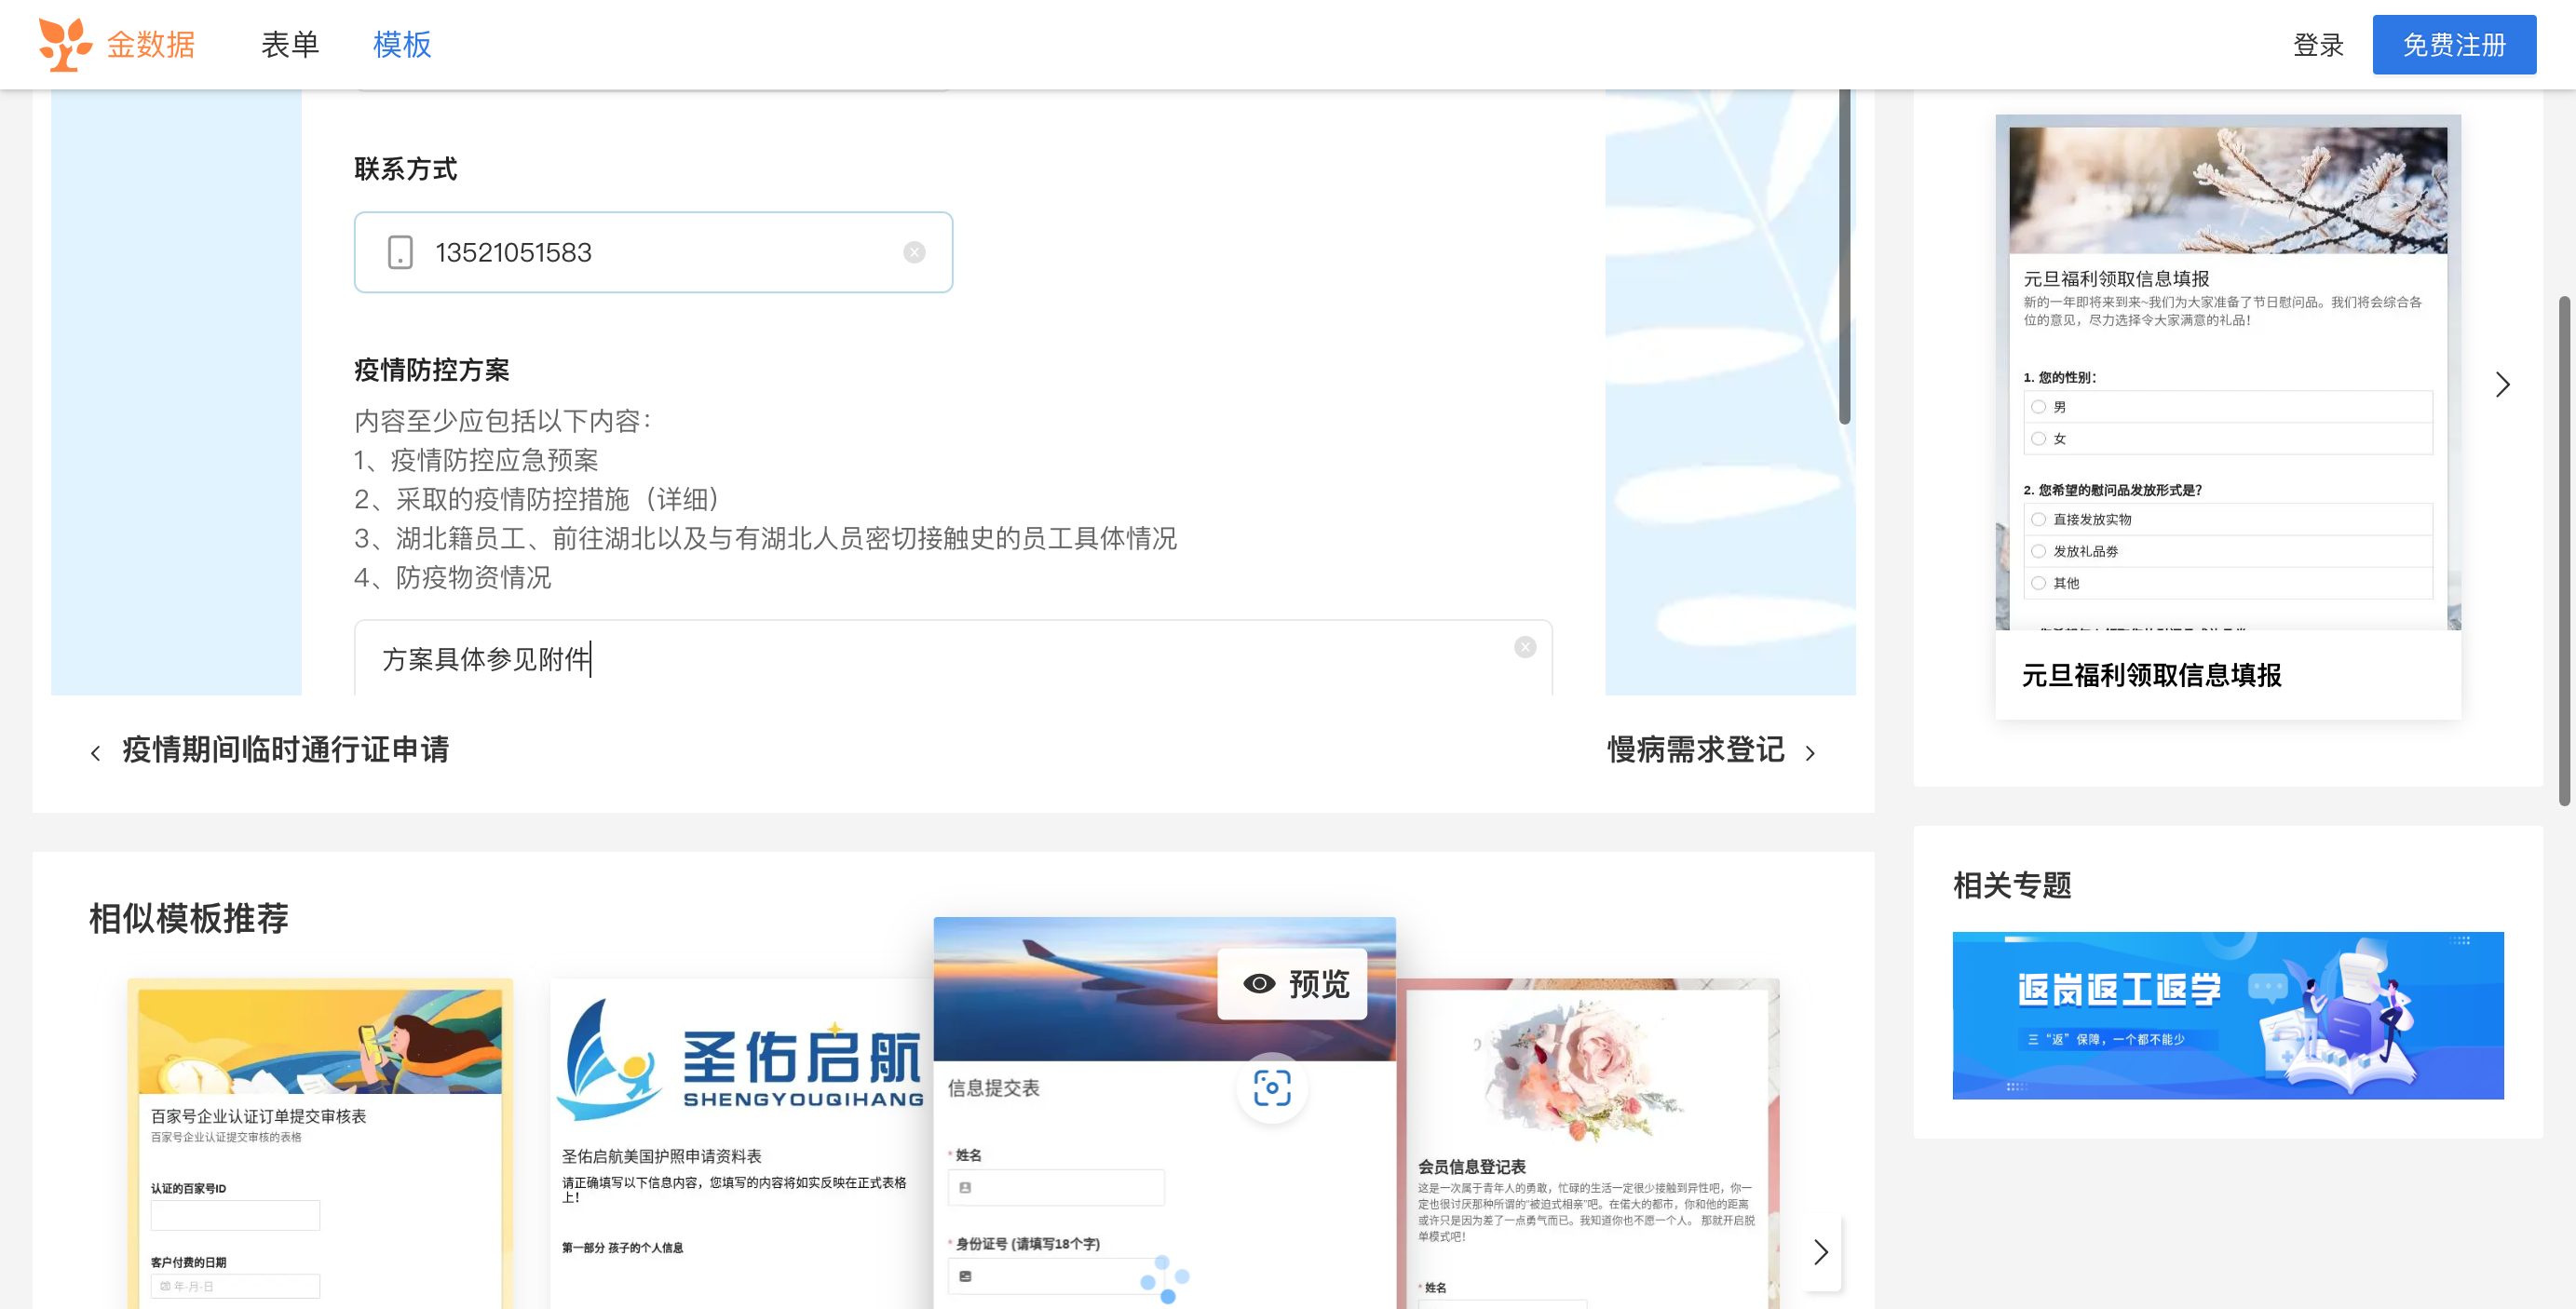 金数据
表单
模板
登录
免费注册
联系方式
13521051583
疫情防控方案
内容至少应包括以下内容：
1、疫情防控应急预案
2、采取的疫情防控措施（详细）
3、湖北籍员工、前往湖北以及与有湖北人员密切接触史的员工具体情况
4、防疫物资情况
方案具体参见附件
疫情期间临时通行证申请
慢病需求登记
元旦福利领取信息填报
新的一年即将来到来~我们为大家准备了节日慰问品。我们将会综合各
位的意见，尽力选择令大家满意的礼品！
1. 您的性别：
男
女
2. 您希望的慰问品发放形式是？
直接发放实物
发放礼品券
其他
元旦福利领取信息填报
相关专题
返岗返工返学
三“返”保障，一个都不能少
相似模板推荐
百家号企业认证订单提交审核表
百家号企业认证提交审核的表格
认证的百家号ID
客户付费的日期
年-月-日
圣佑启航
SHENGYOUQIHANG
圣佑启航美国护照申请资料表
请正确填写以下信息内容，您填写的内容将如实反映在正式表格
上！
第一部分 孩子的个人信息
预览
信息提交表
* 姓名
* 身份证号 (请填写18个字)
会员信息登记表
这是一次属于青年人的勇敢，忙碌的生活一定很少接触到异性吧，你一
定也很讨厌那种所谓的“被迫式相亲”吧。在偌大的都市，你和他的距离
或许只是因为差了一点勇气而已。我知道你也不愿一个人。 那就开启脱
单模式吧！
* 姓名